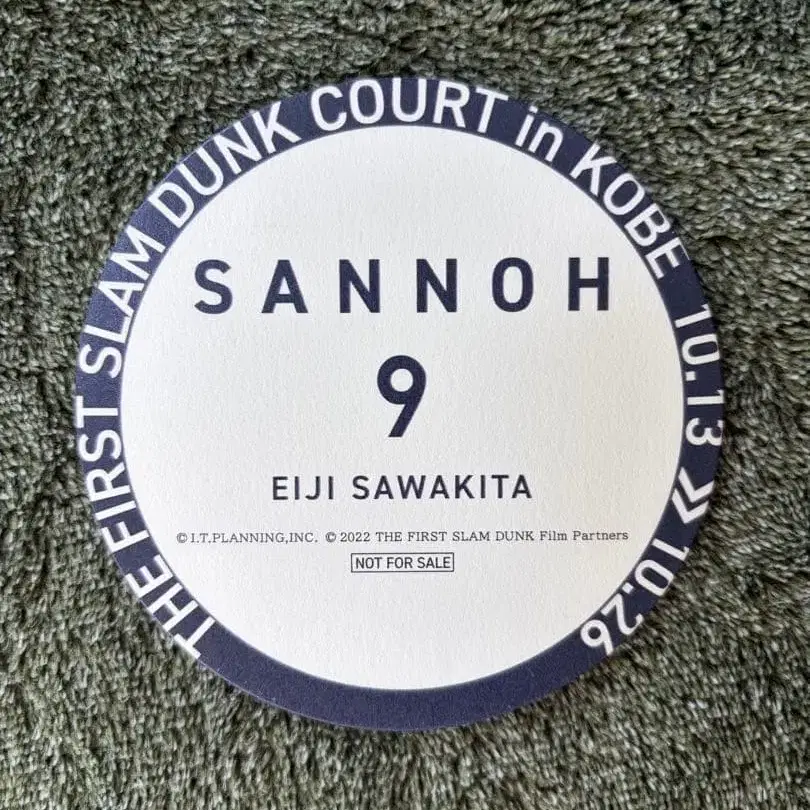 THE FIRST SLAM DUNK COURT in KOBE 10.13 » 10.26
SANNOH
9
EIJI SAWAKITA
© I.T.PLANNING,INC. © 2022 THE FIRST SLAM DUNK Film Partners
NOT FOR SALE